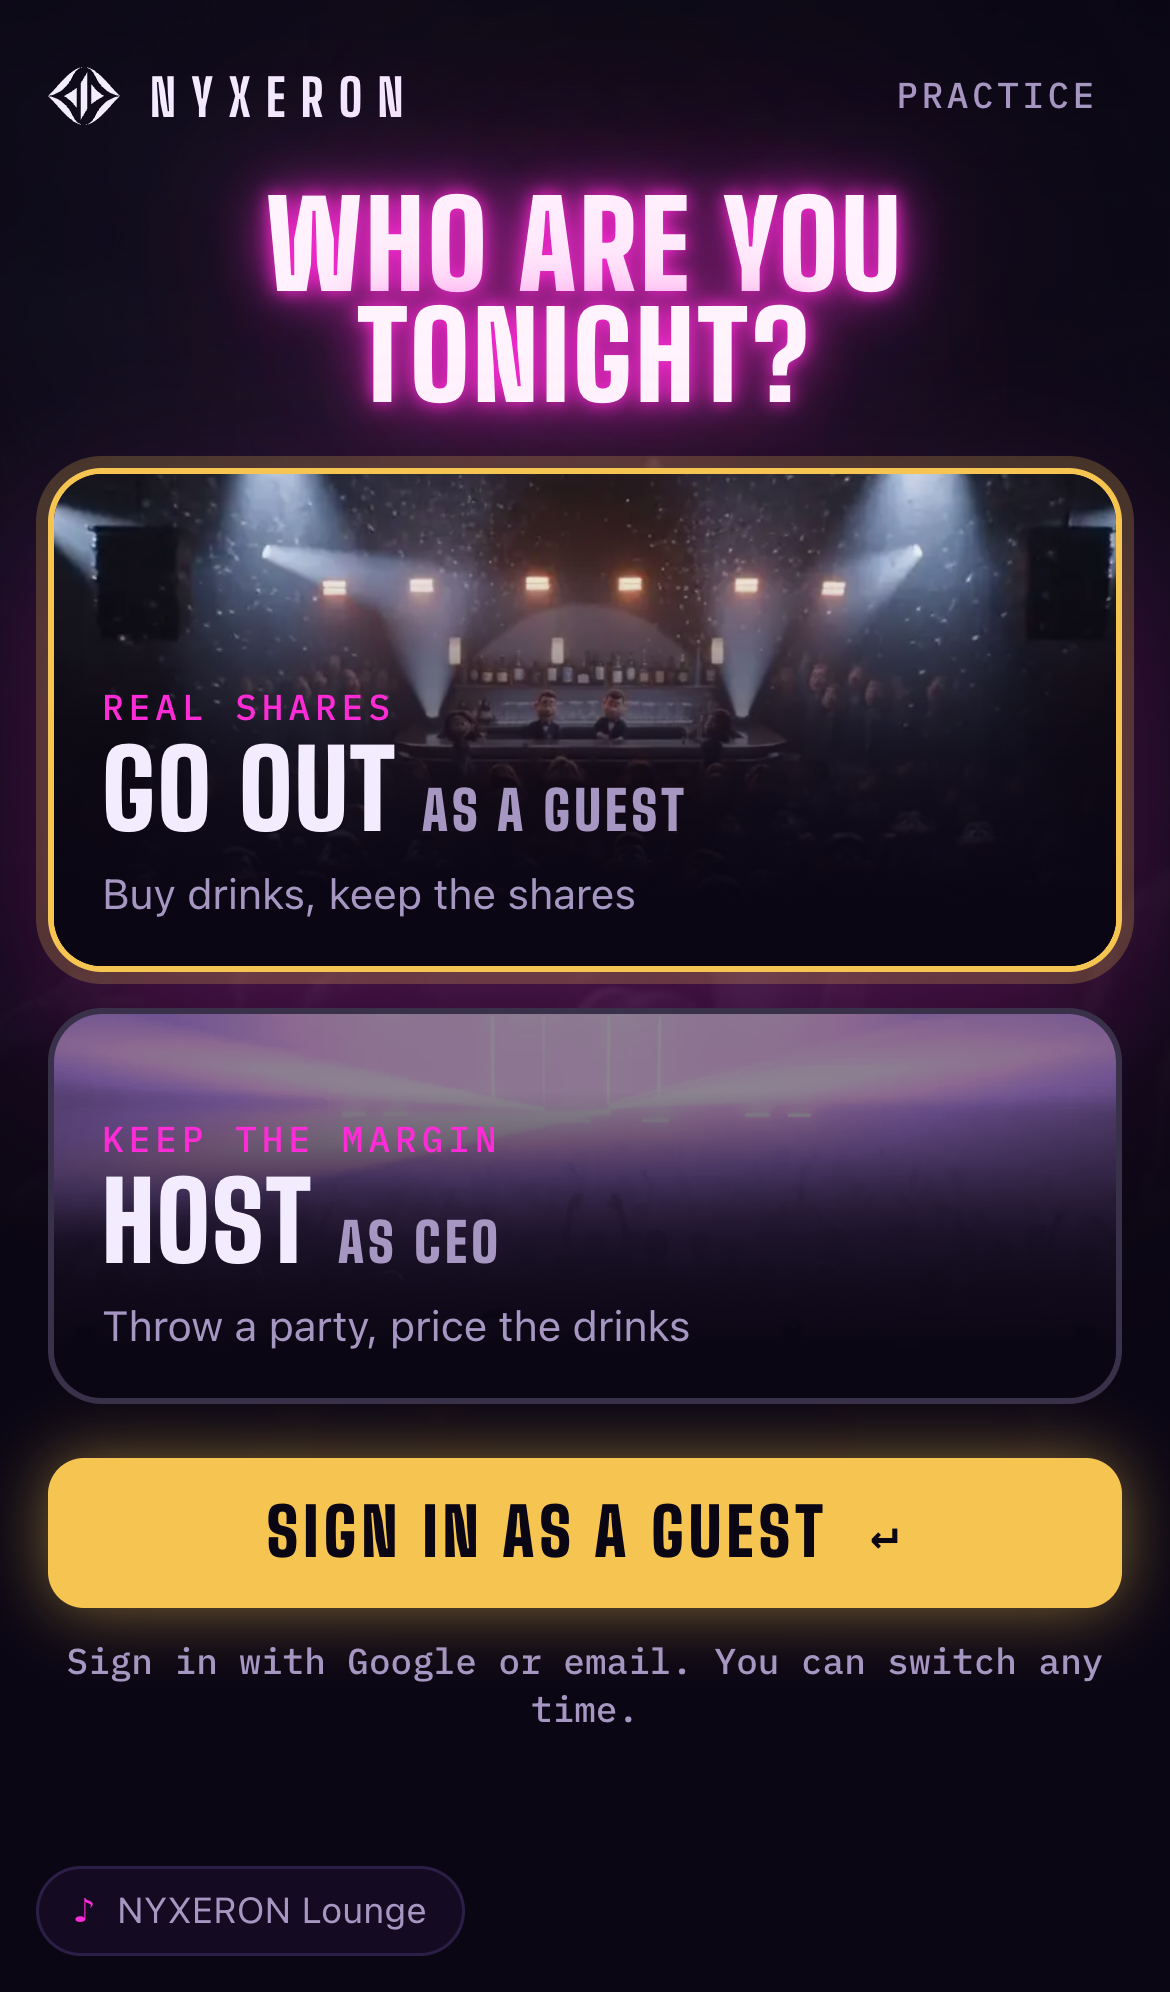 NYXERON
PRACTICE
WHO ARE YOU
TONIGHT?
REAL SHARES
GO OUT AS A GUEST
Buy drinks, keep the shares
KEEP THE MARGIN
HOST AS CEO
Throw a party, price the drinks
SIGN IN AS A GUEST ↵
Sign in with Google or email. You can switch any
time.
♪ NYXERON Lounge